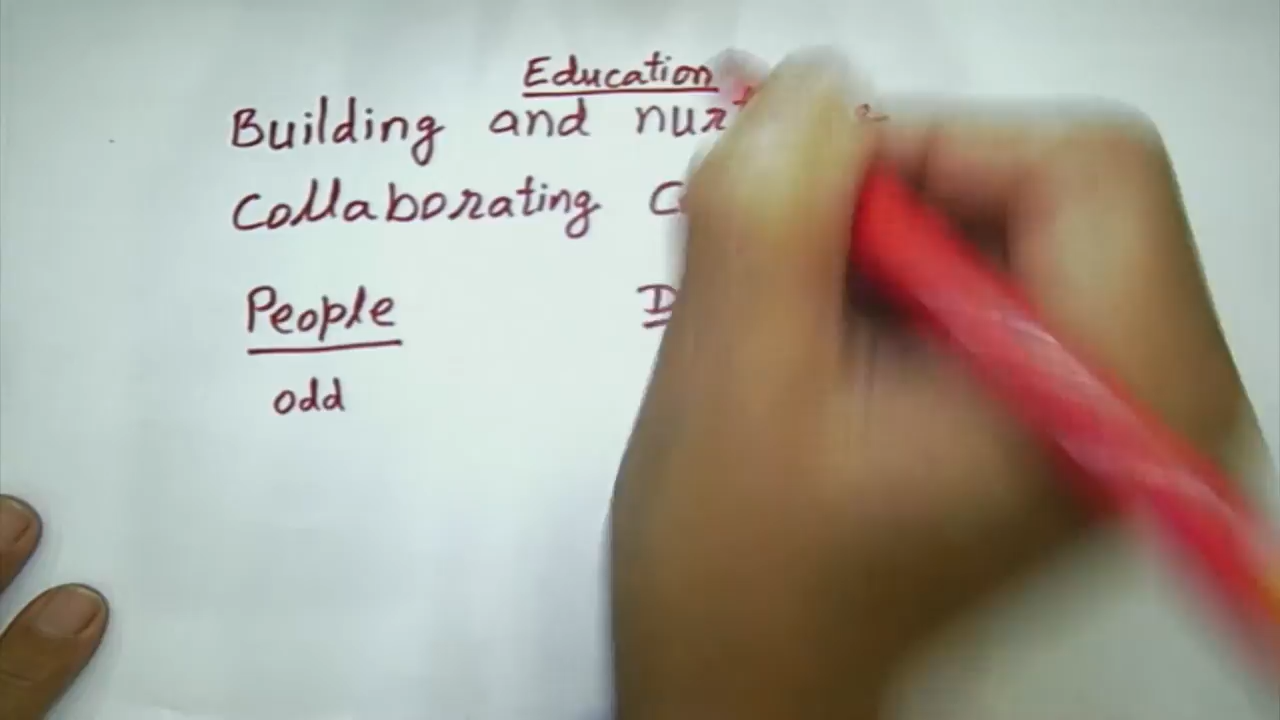 Education
Building and
Collaborating
People
odd